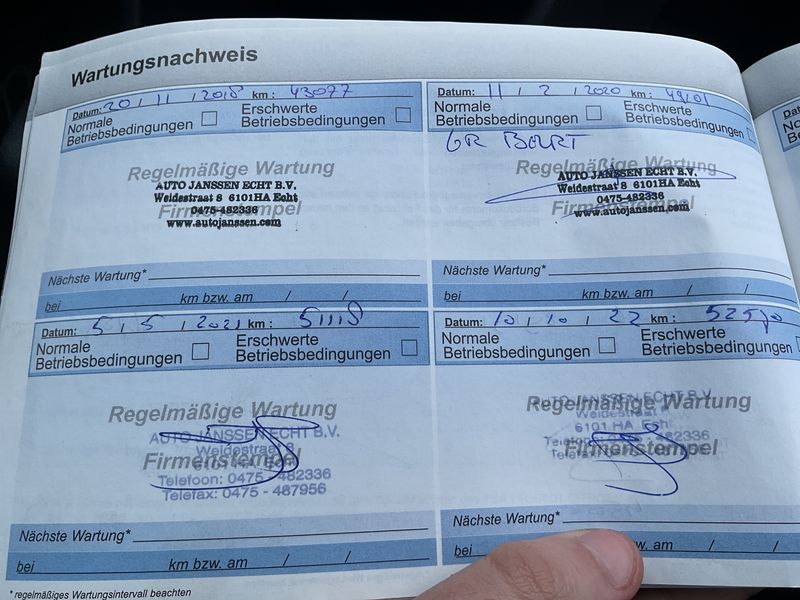 Wartungsnachweis
Datum: 20 / 11 / 2018 km: 43077
Normale Betriebsbedingungen
Erschwerte Betriebsbedingungen
Regelmäßige Wartung
AUTO JANSSEN ECHT B.V.
Weidestraat 8 6101HA Echt
0475-482336
Firmenstempel
www.autojanssen.com
Nächste Wartung*
bei km bzw. am / /
Datum: 11 / 2 / 2020 km: 49101
Normale Betriebsbedingungen
Erschwerte Betriebsbedingungen
GR BEURT
Regelmäßige Wartung
AUTO JANSSEN ECHT B.V.
Weidestraat 8 6101HA Echt
0475-482336
Firmenstempel
www.autojanssen.com
Nächste Wartung*
bei km bzw. am / /
Datum: 5 / 5 / 2021 km: 51118
Normale Betriebsbedingungen
Erschwerte Betriebsbedingungen
Regelmäßige Wartung
AUTO JANSSEN ECHT B.V.
Weidestraat 8
Firmenstempel
Telefoon: 0475 - 482336
Telefax: 0475 - 487956
Nächste Wartung*
bei km bzw. am / /
Datum: 10 / 10 / 22 km:
Normale Betriebsbedingungen
Erschwerte Betriebsbedingungen
Regelmäßige Wartung
AUTO JANSSEN ECHT B.V.
Weidestraat
6101 HA Echt
Telefoon: 482336
Firmenstempel
Telefax:
Nächste Wartung*
bei km bzw. am / /
* regelmäßiges Wartungsintervall beachten
Datum: